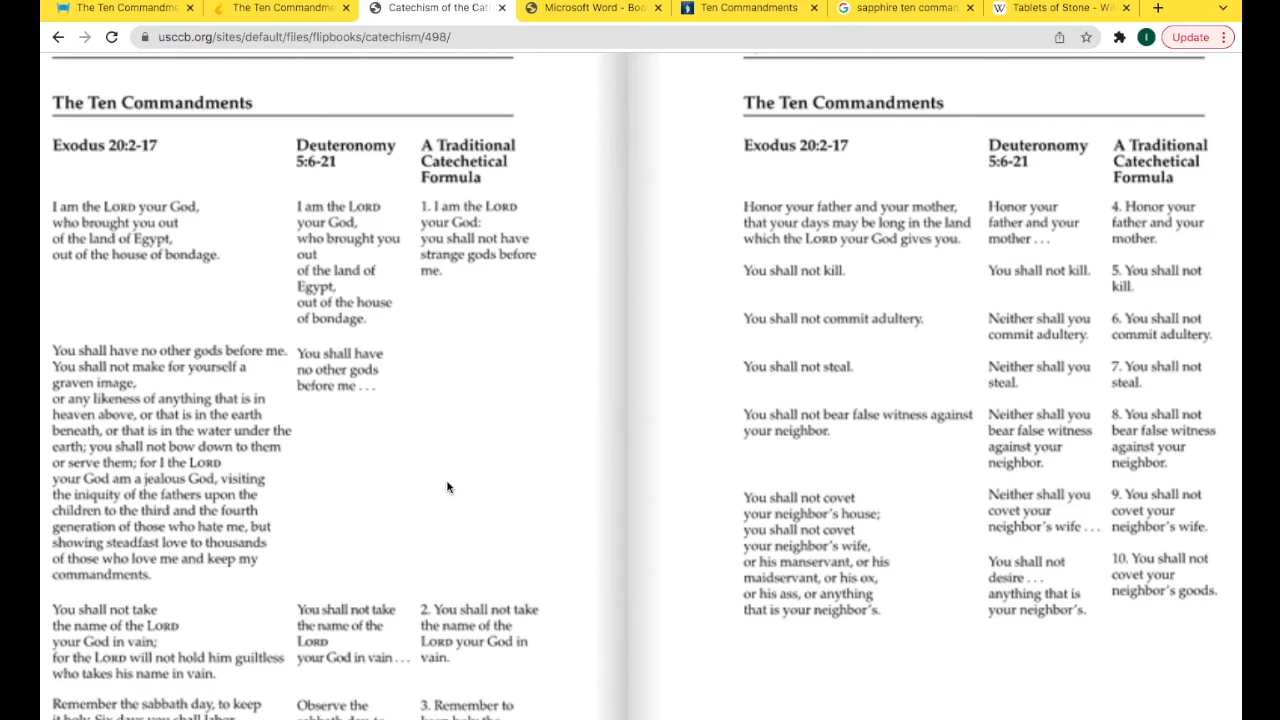 The Ten Commandme
The Ten Commandme
Catechism of the Cat
Microsoft Word - Boo
Ten Commandments
sapphire ten comman
Tablets of Stone - Wi
usccb.org/sites/default/files/flipbooks/catechism/498/
Update
The Ten Commandments
Exodus 20:2-17
Deuteronomy
5:6-21
A Traditional
Catechetical
Formula
I am the LORD your God,
who brought you out
of the land of Egypt,
out of the house of bondage.
I am the LORD
your God,
who brought you
out
of the land of
Egypt,
out of the house
of bondage.
1. I am the LORD
your God:
you shall not have
strange gods before
me.
You shall have no other gods before me.
You shall not make for yourself a
graven image,
or any likeness of anything that is in
heaven above, or that is in the earth
beneath, or that is in the water under the
earth; you shall not bow down to them
or serve them; for I the LORD
your God am a jealous God, visiting
the iniquity of the fathers upon the
children to the third and the fourth
generation of those who hate me, but
showing steadfast love to thousands
of those who love me and keep my
commandments.
You shall have
no other gods
before me . . .
You shall not take
the name of the LORD
your God in vain;
for the LORD will not hold him guiltless
who takes his name in vain.
You shall not take
the name of the
LORD
your God in vain . . .
2. You shall not take
the name of the
LORD your God in
vain.
Remember the sabbath day, to keep
it holy. Six days you shall labor
Observe the
sabbath day, to
3. Remember to
keep holy the
The Ten Commandments
Exodus 20:2-17
Deuteronomy
5:6-21
A Traditional
Catechetical
Formula
Honor your father and your mother,
that your days may be long in the land
which the LORD your God gives you.
Honor your
father and your
mother . . .
4. Honor your
father and your
mother.
You shall not kill.
You shall not kill.
5. You shall not
kill.
You shall not commit adultery.
Neither shall you
commit adultery.
6. You shall not
commit adultery.
You shall not steal.
Neither shall you
steal.
7. You shall not
steal.
You shall not bear false witness against
your neighbor.
Neither shall you
bear false witness
against your
neighbor.
8. You shall not
bear false witness
against your
neighbor.
You shall not covet
your neighbor's house;
you shall not covet
your neighbor's wife,
or his manservant, or his
maidservant, or his ox,
or his ass, or anything
that is your neighbor's.
Neither shall you
covet your
neighbor's wife . . .
You shall not
desire . . .
anything that is
your neighbor's.
9. You shall not
covet your
neighbor's wife.
10. You shall not
covet your
neighbor's goods.